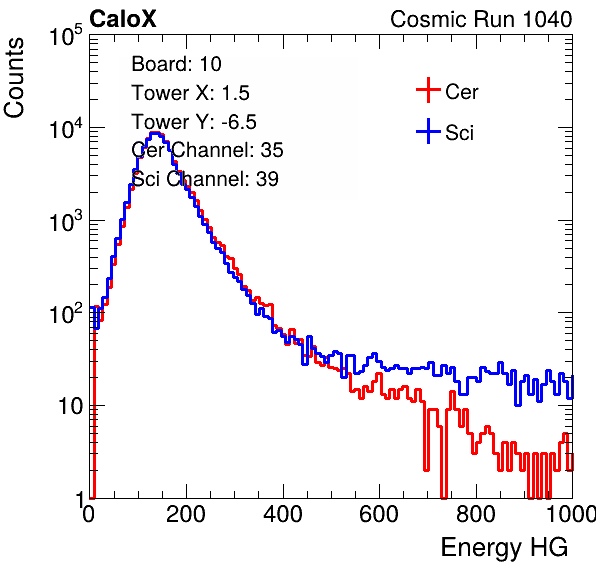 CaloX Cosmic Run 1040
Counts
10^5
10^4
10^3
10^2
10
1
Board: 10
Tower X: 1.5
Tower Y: -6.5
Cer Channel: 35
Sci Channel: 39
Cer
Sci
0 200 400 600 800 1000
Energy HG